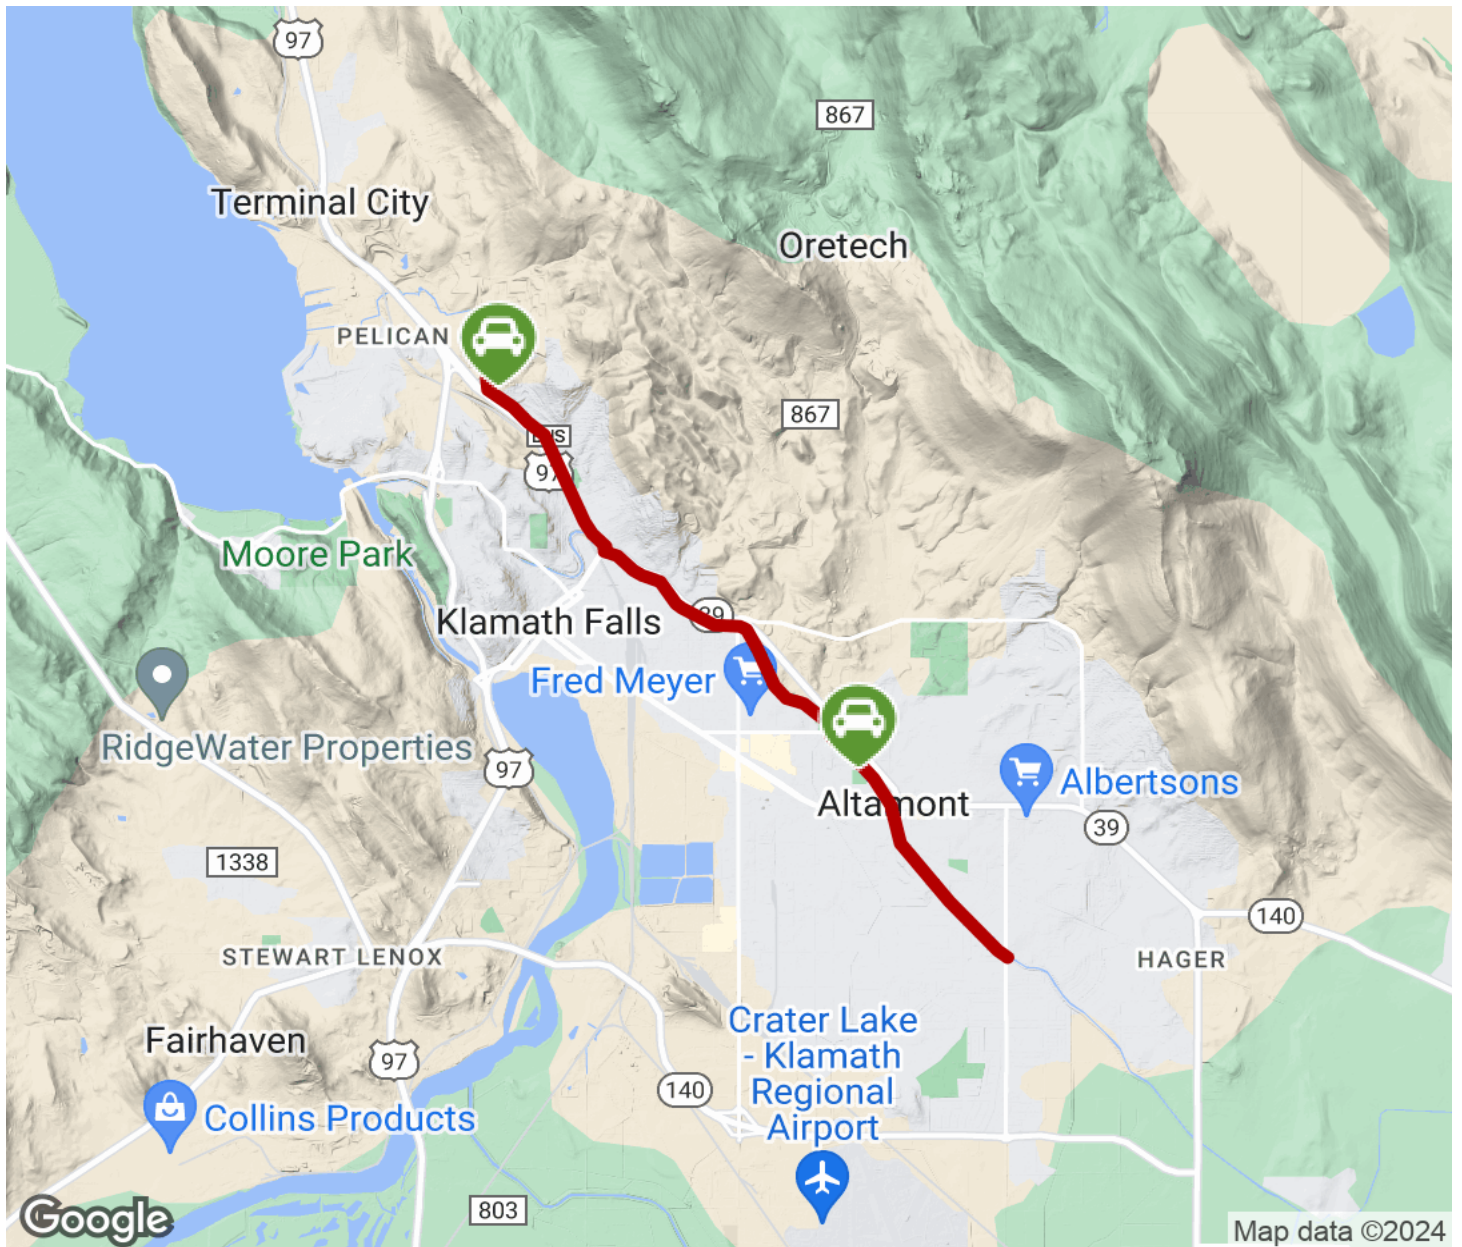 97
867
Terminal City
Oretech
PELICAN
867
BUS
97
Moore Park
39
Klamath Falls
Fred Meyer
RidgeWater Properties
97
Albertsons
Altamont
39
1338
140
STEWART LENOX
HAGER
Crater Lake
- Klamath
Regional
Airport
Fairhaven
97
140
Collins Products
803
Google
Map data ©2024